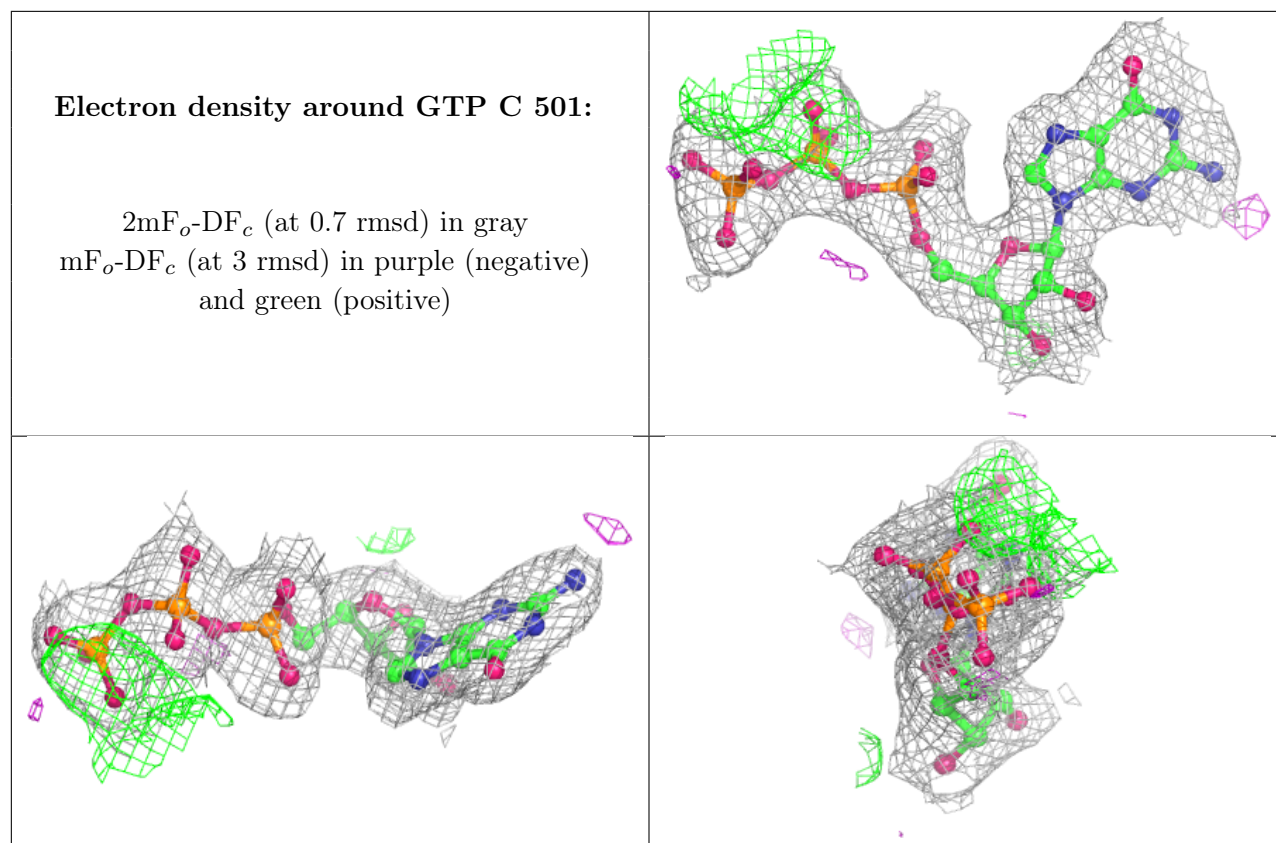 Electron density around GTP C 501:
2mFo-DFc (at 0.7 rmsd) in gray
mFo-DFc (at 3 rmsd) in purple (negative)
and green (positive)